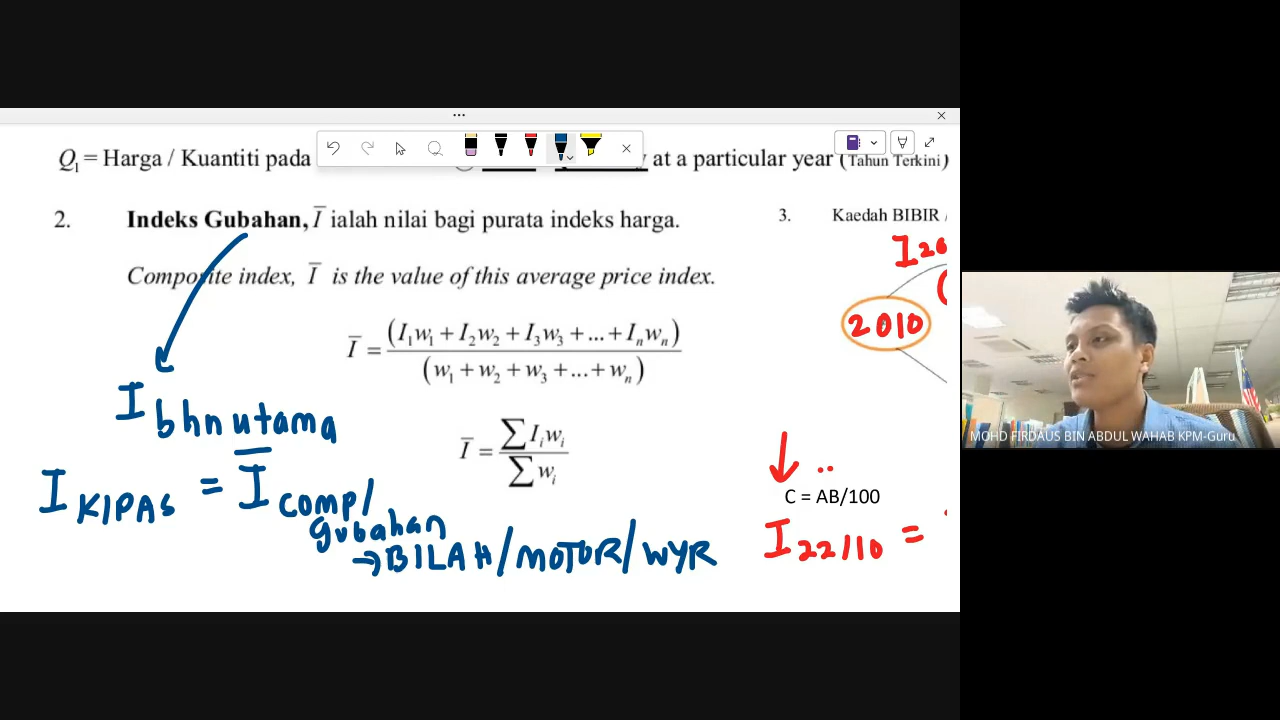 Q₁ = Harga / Kuantiti pada
at a particular year (Tahun Terkini)
2. Indeks Gubahan, Ī ialah nilai bagi purata indeks harga.
Composite index, Ī is the value of this average price index.
Ī = (I₁w₁ + I₂w₂ + I₃w₃ + ... + Iₙwₙ) / (w₁ + w₂ + w₃ + ... + wₙ)
Ī = ∑ Iᵢwᵢ / ∑ wᵢ
I bhn utama
I KIPAS = Ī comp/
gubahan
→ BILAH/MOTOR/WYR
3. Kaedah BIBIR /
I 20
(
2010
↓ ..
C = AB/100
I 22/10 =
MOHD FIRDAUS BIN ABDUL WAHAB KPM-Guru